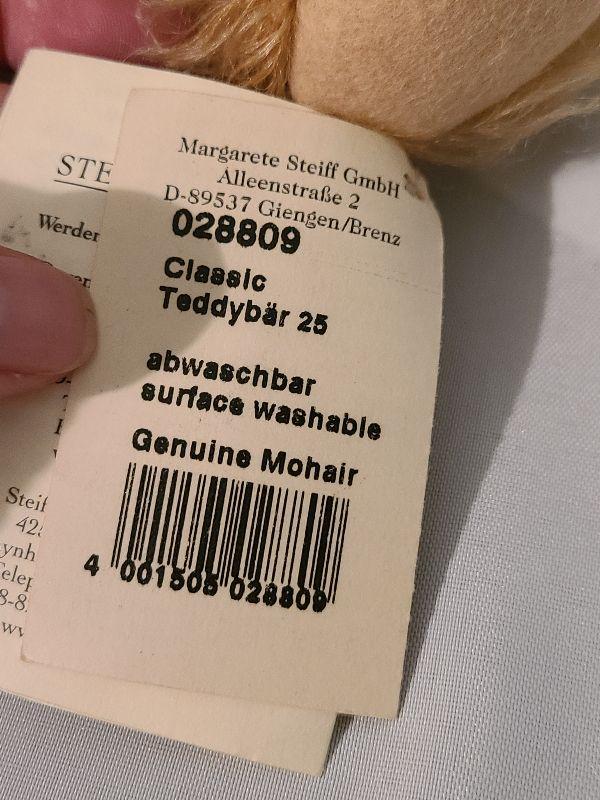 Margarete Steiff GmbH
Alleenstraße 2
D-89537 Giengen/Brenz
028809
Classic
Teddybär 25
abwaschbar
surface washable
Genuine Mohair
4 001505 028809